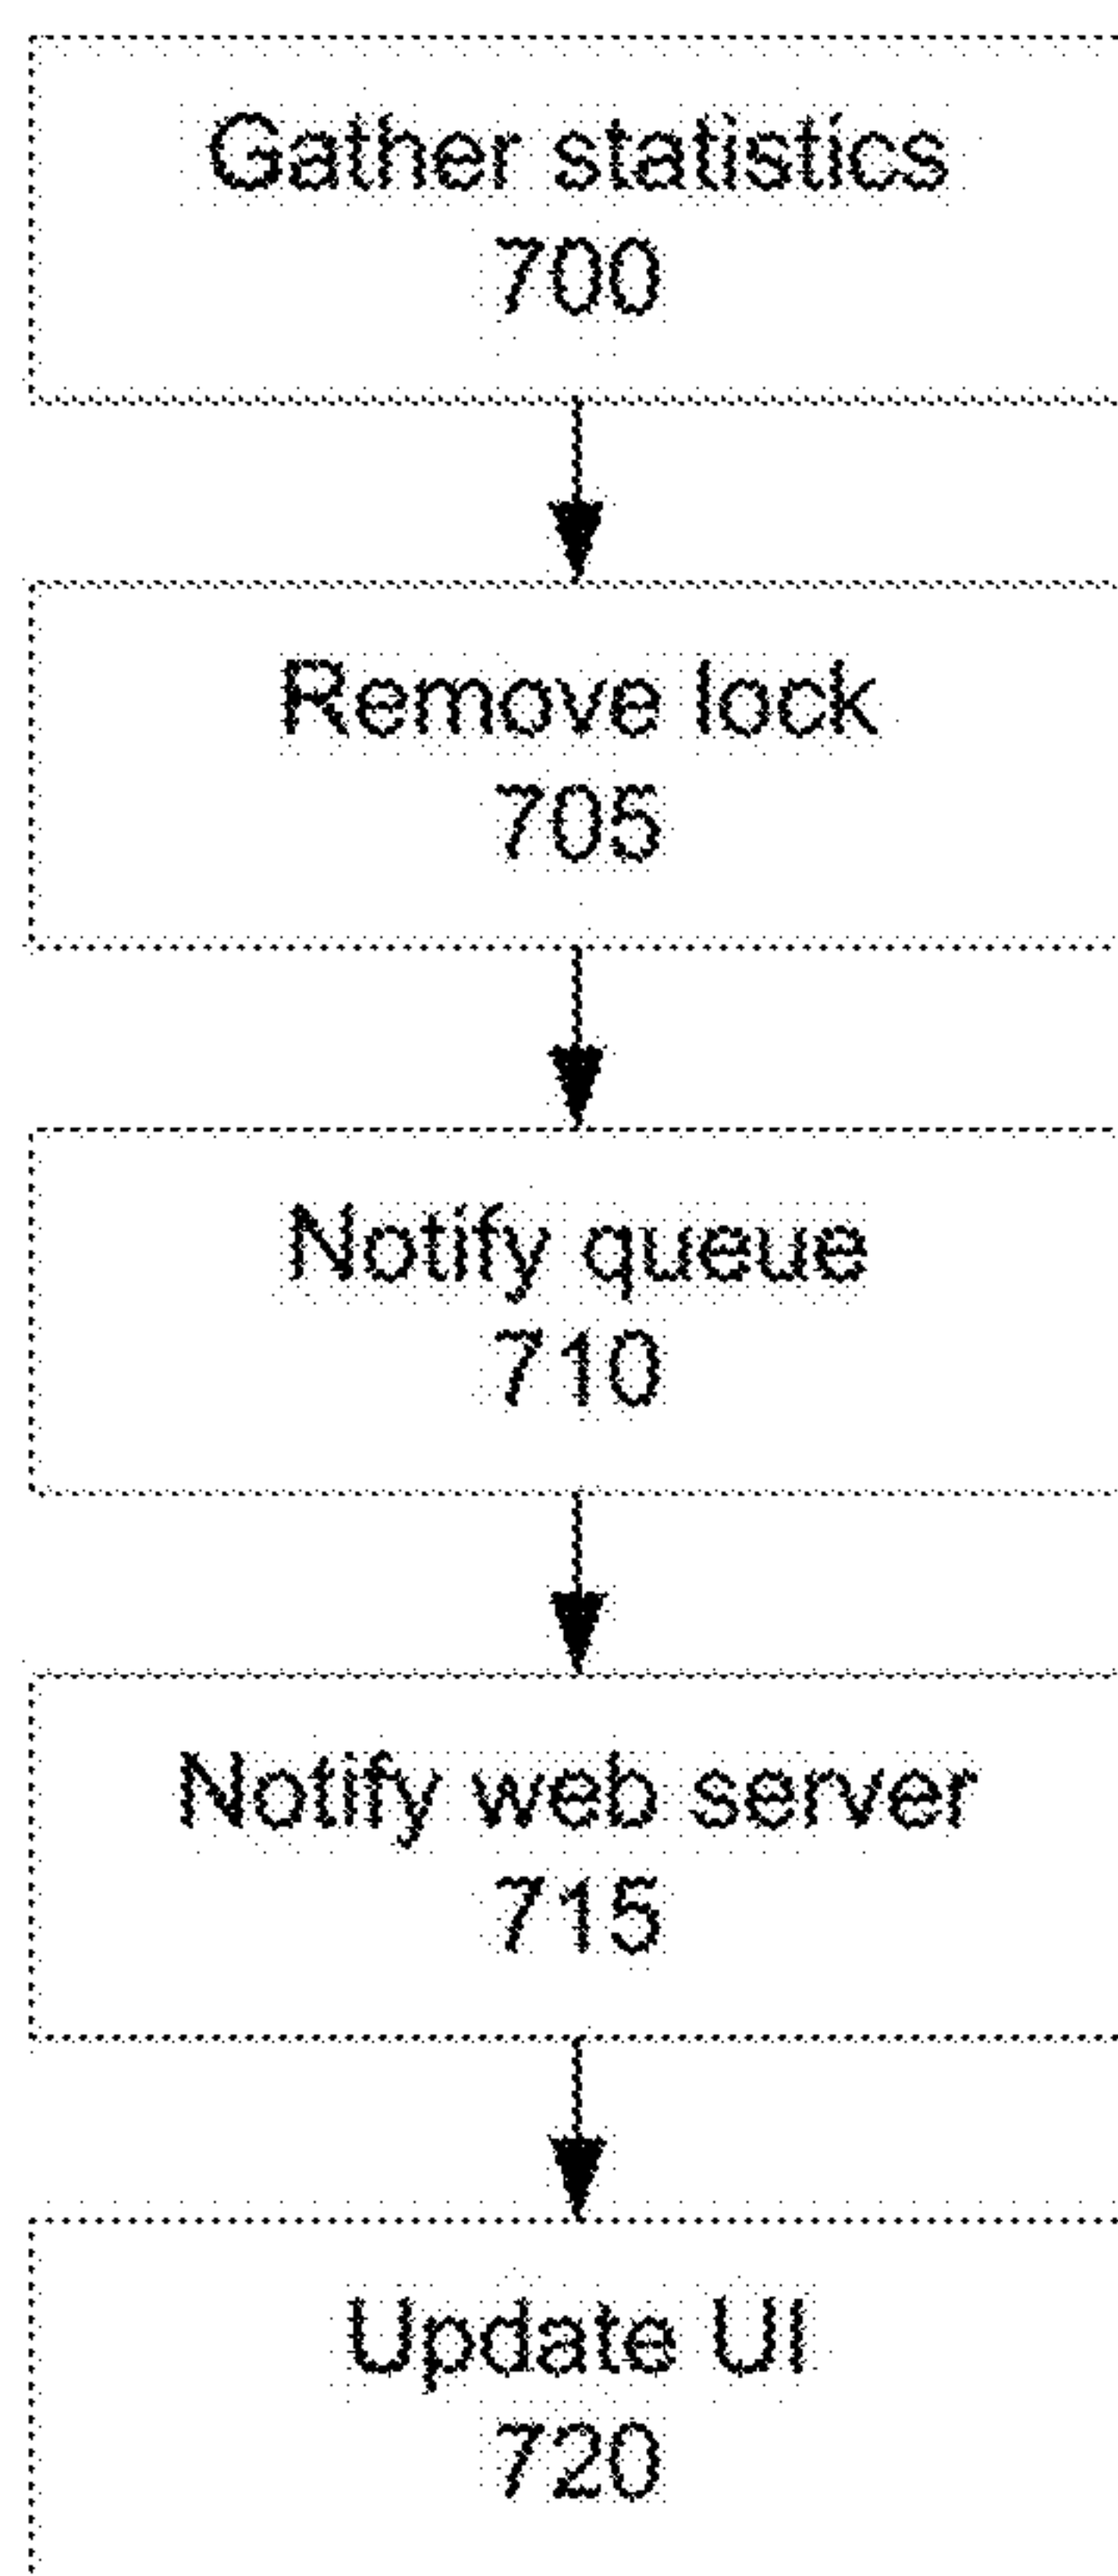 Gather statistics
700
Remove lock
705
Notify queue
710
Notify web server
715
Update UI
720